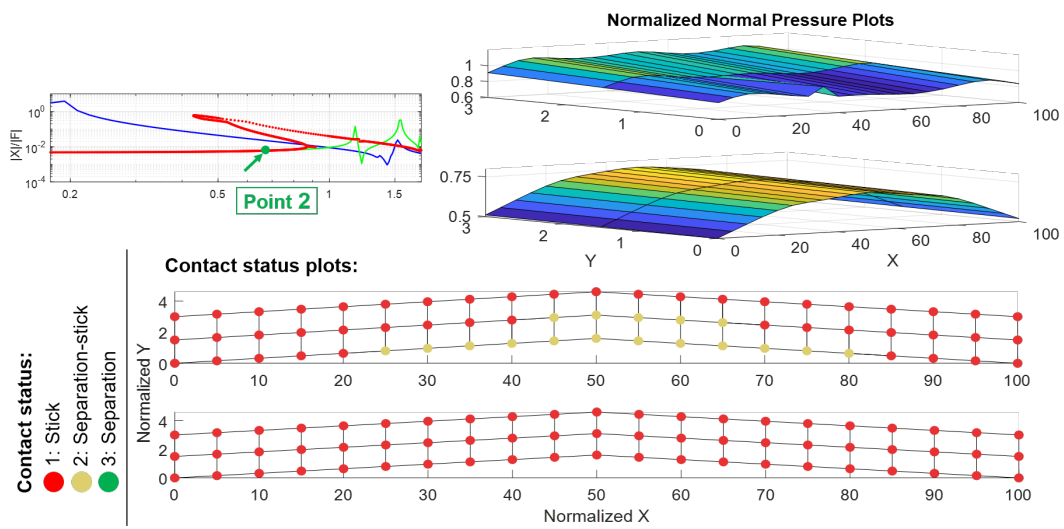 Normalized Normal Pressure Plots
1
0.8
0.6
3
2
1
0
0
20
40
60
80
100
|X|/|F|
10^0
10^-2
10^-4
0.2
0.5
1
1.5
Point 2
0.75
0.5
3
2
1
0
0
20
40
60
80
100
Y
X
Contact status plots:
Contact status:
1: Stick
2: Separation-stick
3: Separation
Normalized Y
4
2
0
0 10 20 30 40 50 60 70 80 90 100
4
2
0
0 10 20 30 40 50 60 70 80 90 100
Normalized X